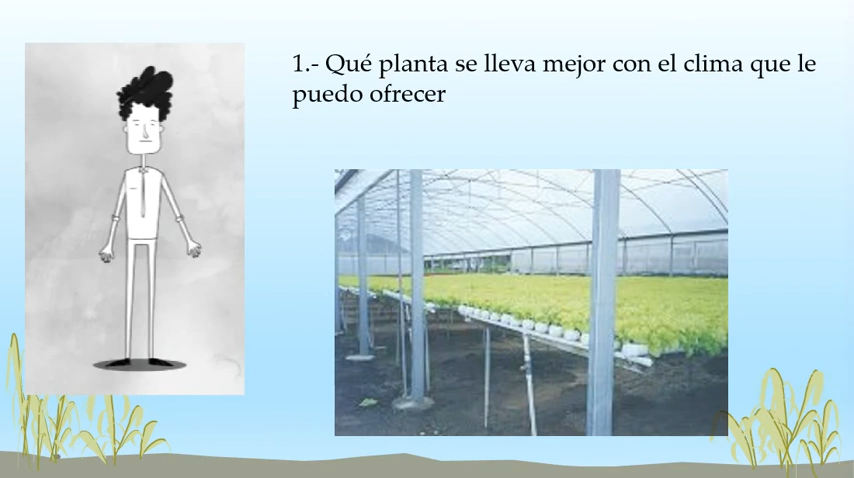 1.- Qué planta se lleva mejor con el clima que le
puedo ofrecer